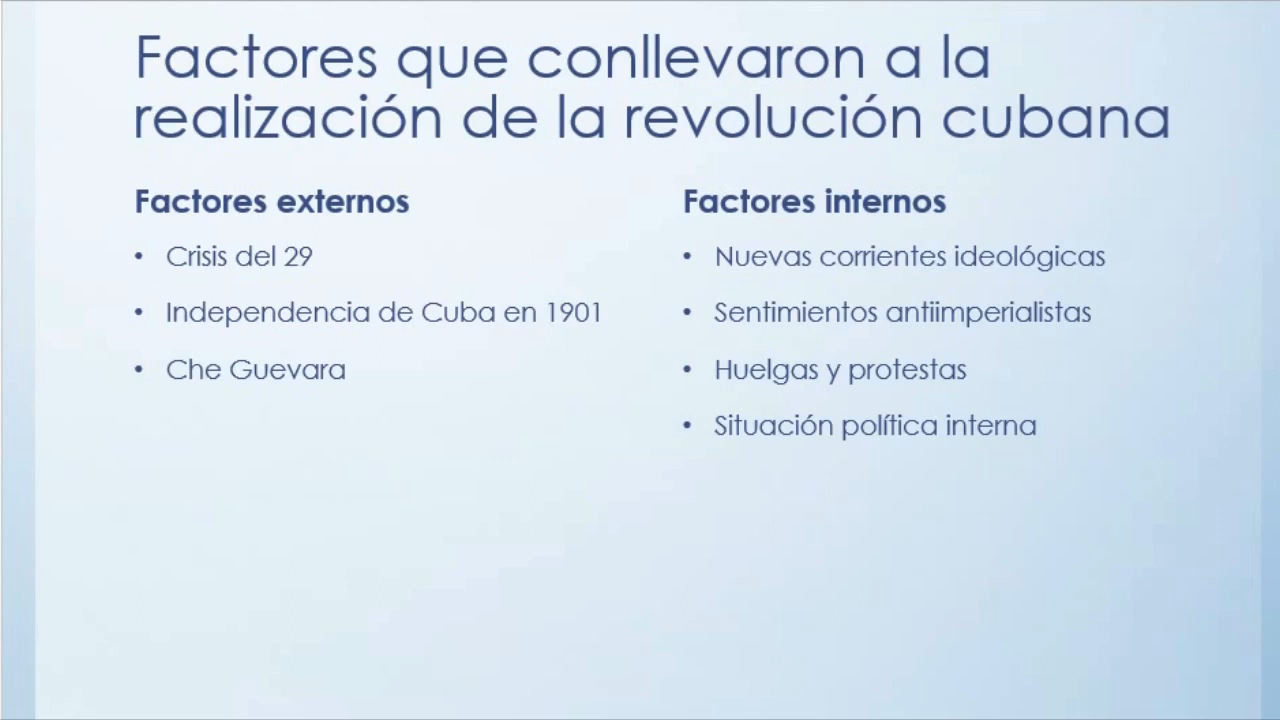 Factores que conllevaron a la
realización de la revolución cubana
Factores externos
• Crisis del 29
• Independencia de Cuba en 1901
• Che Guevara
Factores internos
• Nuevas corrientes ideológicas
• Sentimientos antiimperialistas
• Huelgas y protestas
• Situación política interna